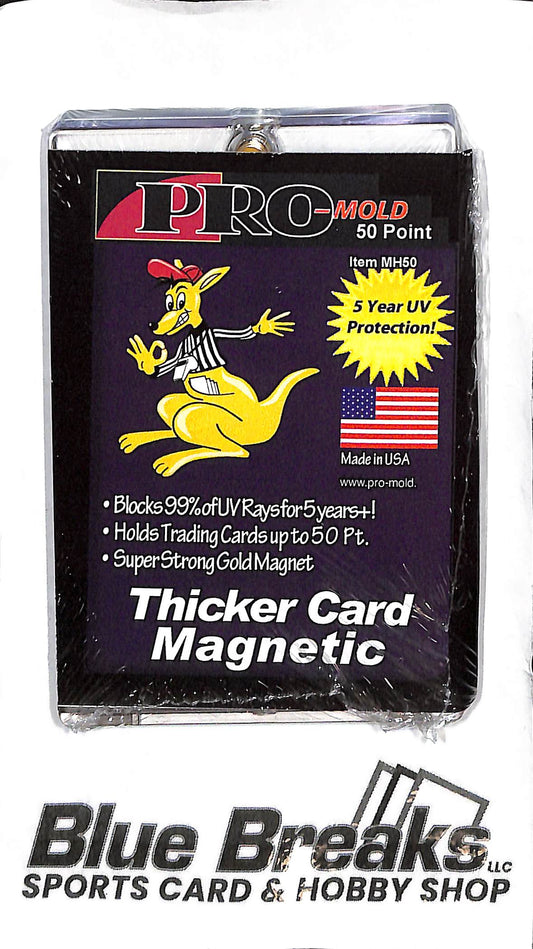 PRO-MOLD
50 Point
Item MH50
5 Year UV
Protection!
Made in USA
www.pro-mold.
• Blocks 99% of UV Rays for 5 years+!
• Holds Trading Cards up to 50 Pt.
• Super Strong Gold Magnet
Thicker Card
Magnetic
Blue Breaks LLC
SPORTS CARD & HOBBY SHOP